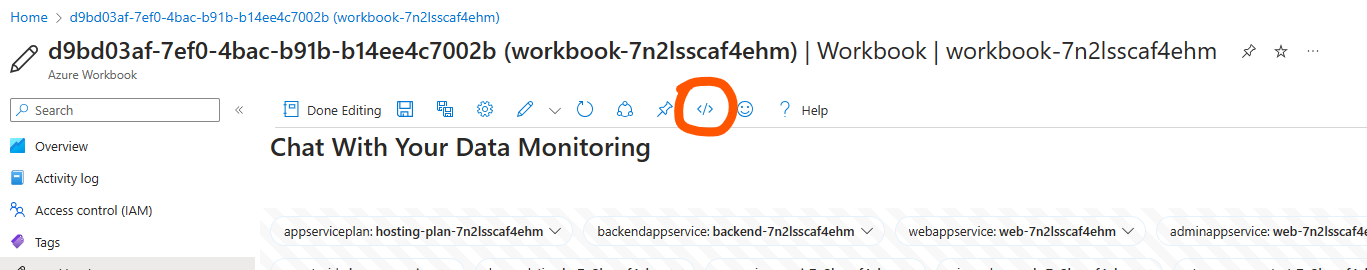 Home > d9bd03af-7ef0-4bac-b91b-b14ee4c7002b (workbook-7n2lsscaf4ehm)
d9bd03af-7ef0-4bac-b91b-b14ee4c7002b (workbook-7n2lsscaf4ehm) | Workbook | workbook-7n2lsscaf4ehm
Azure Workbook
Search
Done Editing
Help
Chat With Your Data Monitoring
Overview
Activity log
Access control (IAM)
Tags
appserviceplan: hosting-plan-7n2lsscaf4ehm
backendappservice: backend-7n2lsscaf4ehm
webappservice: web-7n2lsscaf4ehm
adminappservice: web-7n2lsscaf4e